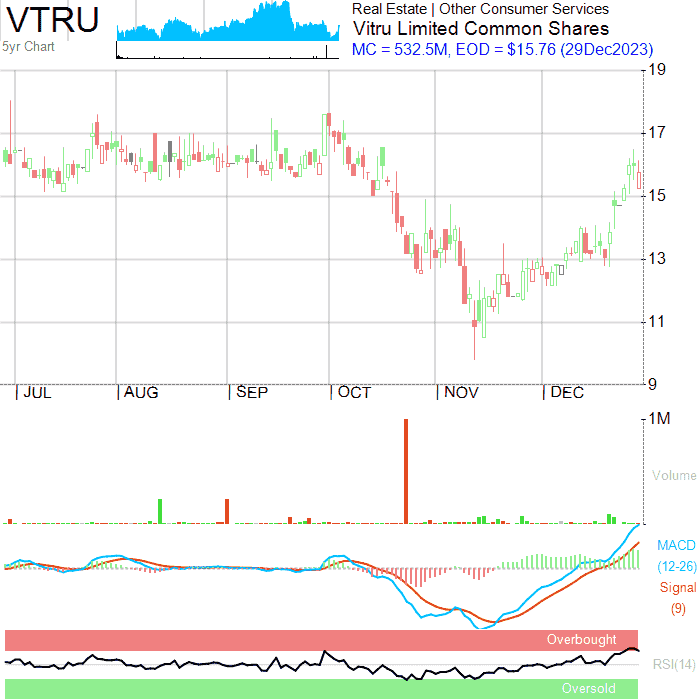 VTRU
5yr Chart
Real Estate | Other Consumer Services
Vitru Limited Common Shares
MC = 532.5M, EOD = $15.76 (29Dec2023)
19
17
15
13
11
9
JUL AUG SEP OCT NOV DEC
1M
Volume
MACD
(12-26)
Signal
(9)
Overbought
RSI(14)
Oversold